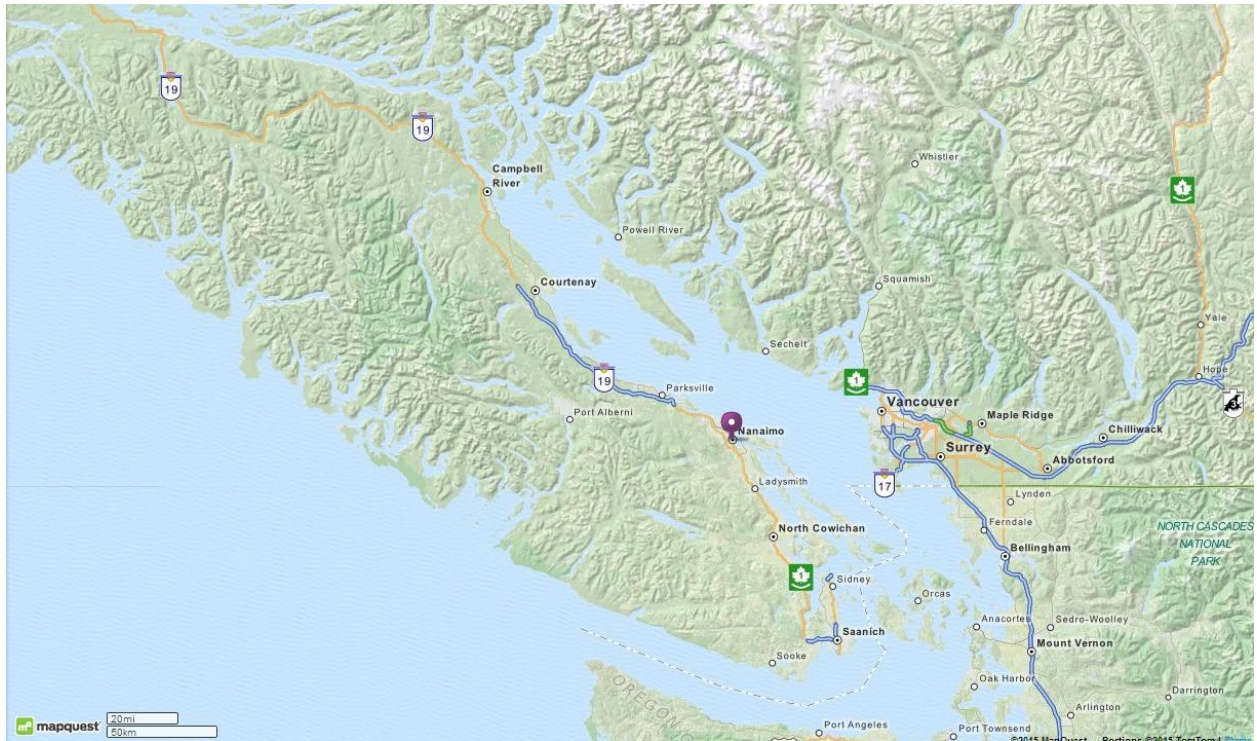 19
19
Campbell
River
Whistler
1
Powell River
Courtenay
Squamish
Yale
Sechelt
19
Parksville
1
Hope
3
Port Alberni
Vancouver
Maple Ridge
Nanaimo
Surrey
Chilliwack
Abbotsford
17
Ladysmith
Lynden
North Cowichan
Ferndale
NORTH CASCADES
NATIONAL
PARK
Bellingham
1
Sidney
Orcas
Saanich
Anacortes
Sedro-Woolley
Sooke
Mount Vernon
OREGON
Oak Harbor
Darrington
Arlington
mapquest
20mi
50km
Port Angeles
Port Townsend
©2015 MapQuest Portions ©2015 TomTom |